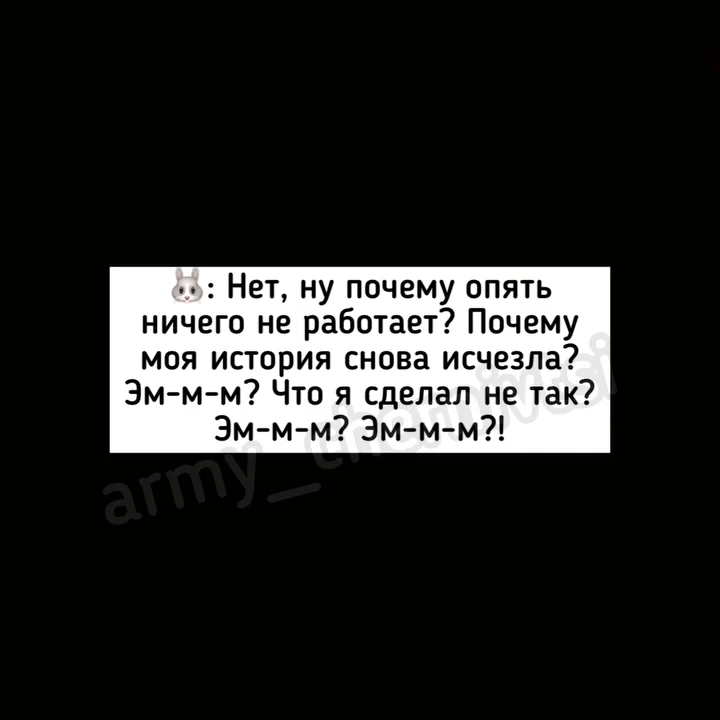 🐰: Нет, ну почему опять
ничего не работает? Почему
моя история снова исчезла?
Эм-м-м? Что я сделал не так?
Эм-м-м? Эм-м-м?!